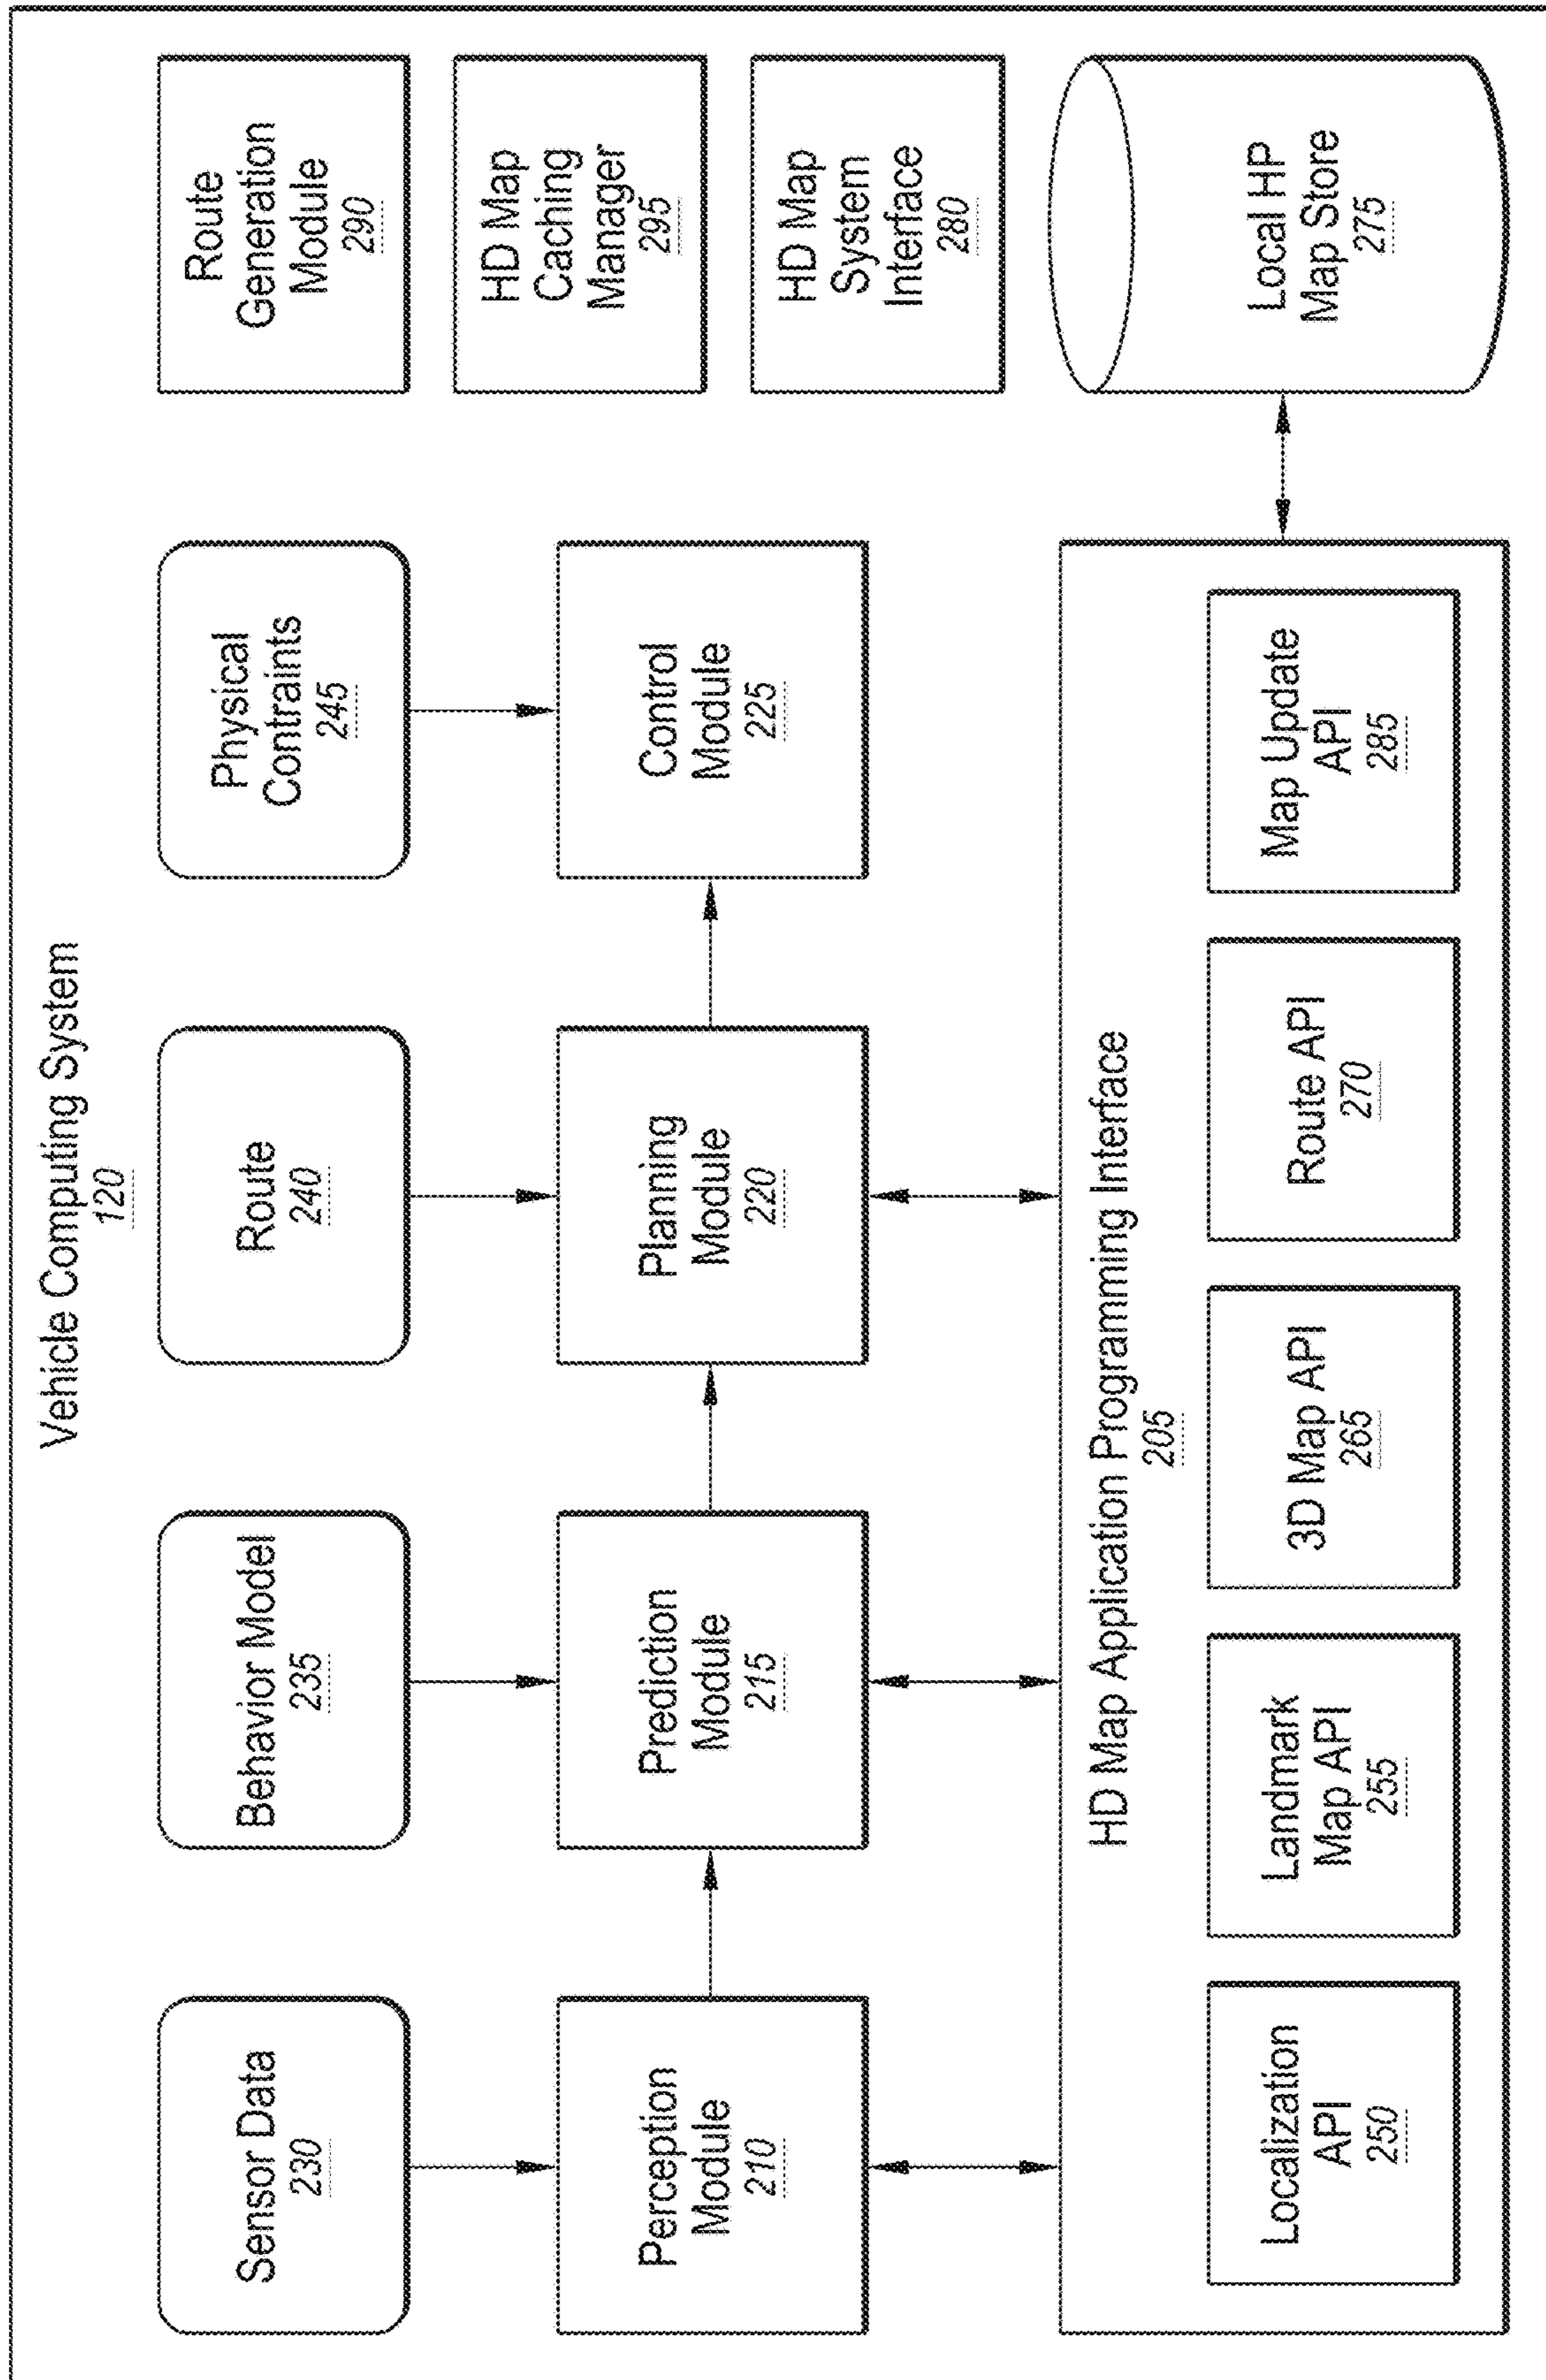 Vehicle Computing System
120
Sensor Data
230
Behavior Model
235
Route
240
Physical
Contraints
245
Route
Generation
Module
290
Perception
Module
210
Prediction
Module
215
Planning
Module
220
Control
Module
225
HD Map
Caching
Manager
295
HD Map
System
Interface
280
HD Map Application Programming Interface
205
Localization
API
250
Landmark
Map API
255
3D Map API
265
Route API
270
Map Update
API
285
Local HP
Map Store
275